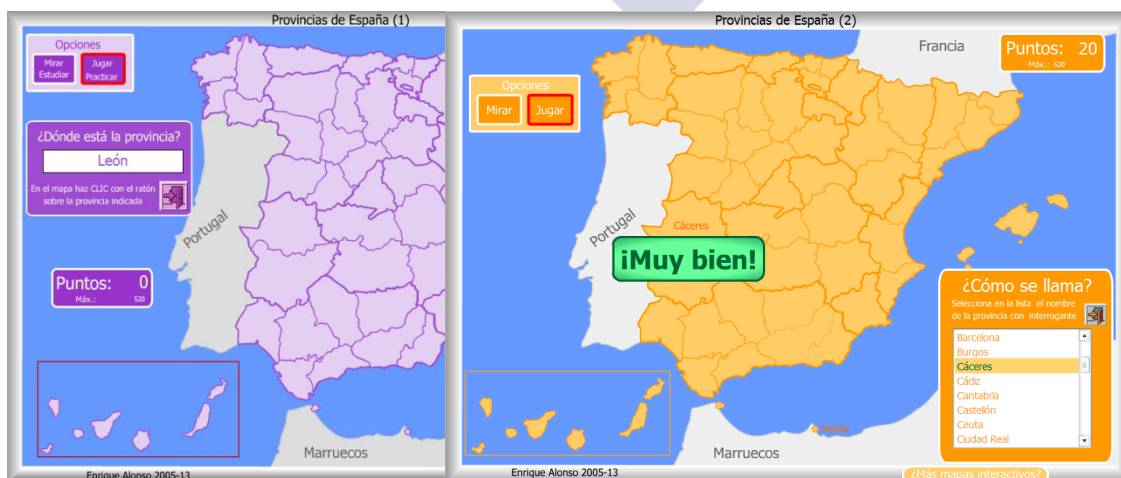 Provincias de España (1)
Opciones
Mirar
Estudiar
Jugar
Practicar
¿Dónde está la provincia?
León
En el mapa haz CLIC con el ratón
sobre la provincia indicada
Portugal
Puntos: 0
Máx.: 520
Marruecos
Enrique Alonso 2005-13
Provincias de España (2)
Francia
Puntos: 20
Máx.: 520
Opciones
Mirar
Jugar
Portugal
Cáceres
¡Muy bien!
¿Cómo se llama?
Selecciona en la lista el nombre
de la provincia con interrogante
Barcelona
Burgos
Cáceres
Cádiz
Cantabria
Castellón
Ceuta
Ciudad Real
Melilla
Marruecos
Enrique Alonso 2005-13
¿Más mapas interactivos?